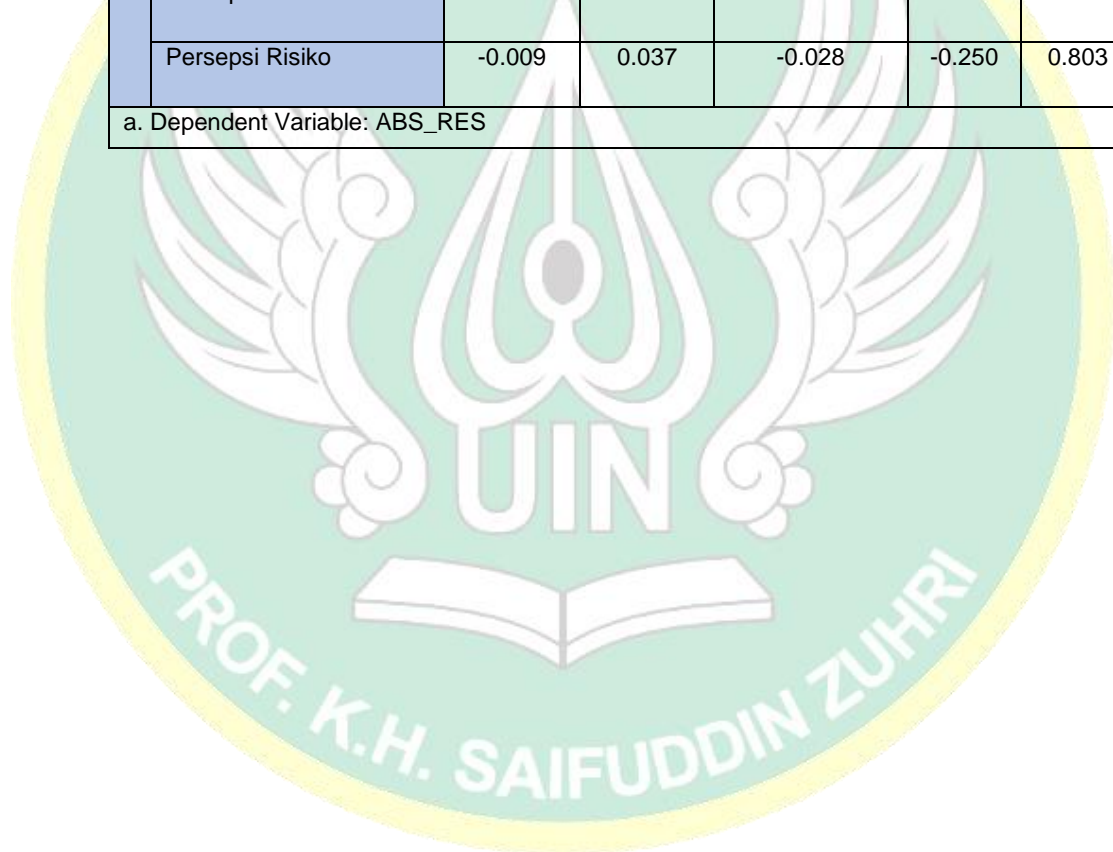 Persepsi Risiko -0.009 0.037 -0.028 -0.250 0.803
a. Dependent Variable: ABS_RES
UIN
PROF. K.H. SAIFUDDIN ZUHRI